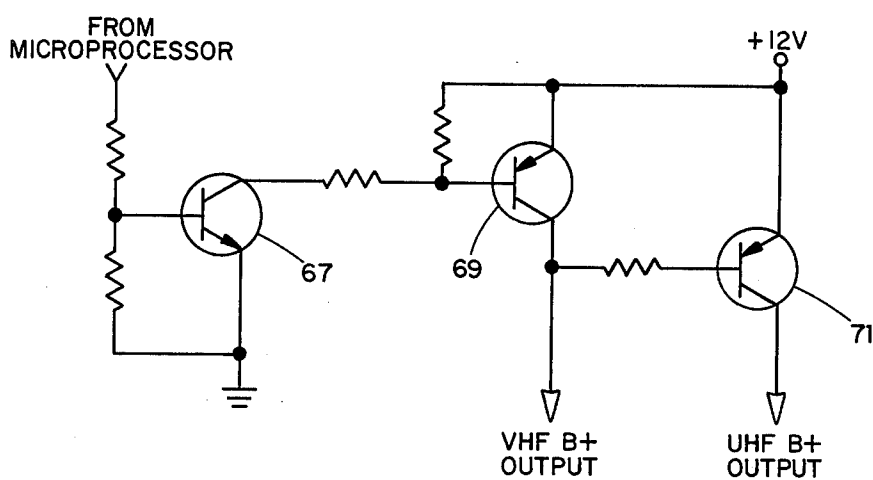 FROM
MICROPROCESSOR
+12V
67
69
71
VHF B+
OUTPUT
UHF B+
OUTPUT